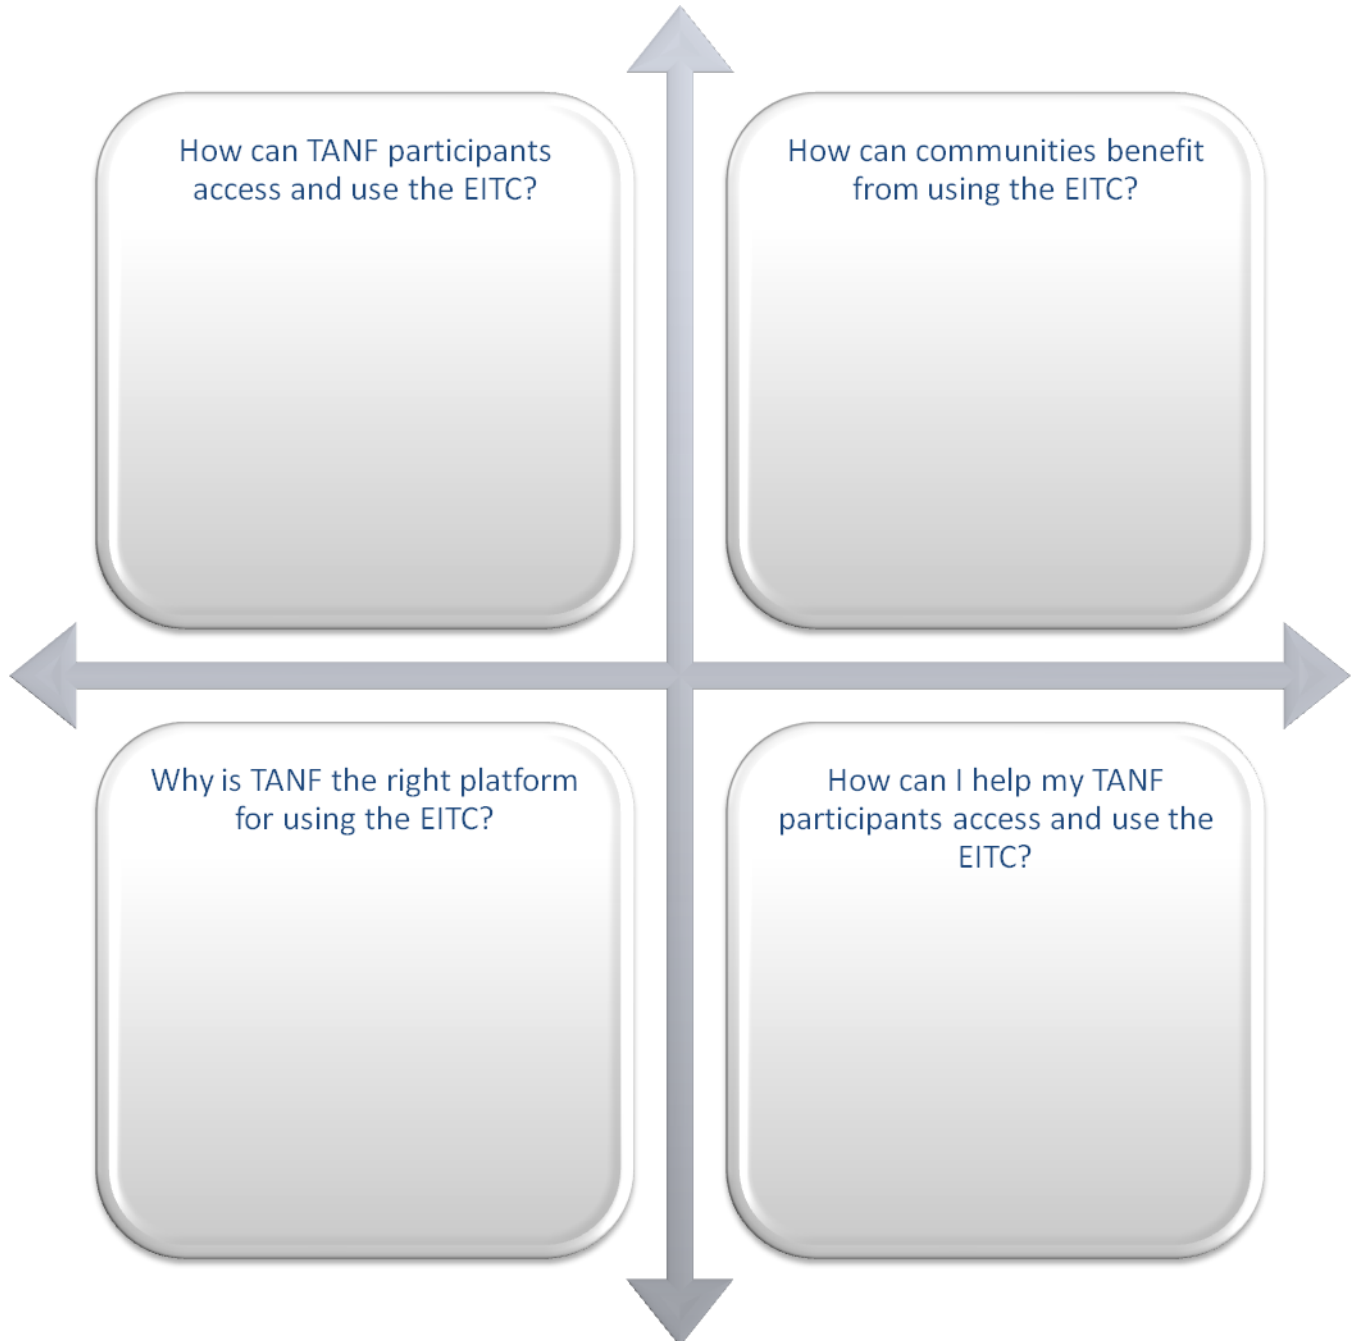 How can TANF participants
access and use the EITC?
How can communities benefit
from using the EITC?
Why is TANF the right platform
for using the EITC?
How can I help my TANF
participants access and use the
EITC?